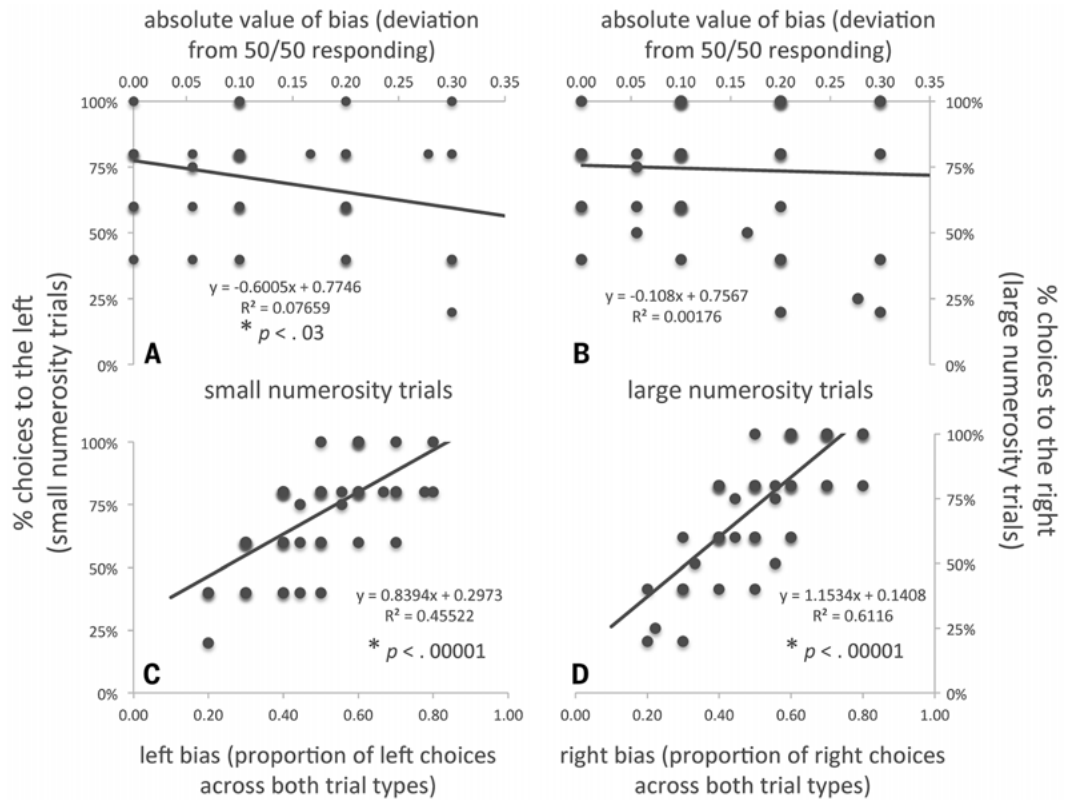 absolute value of bias (deviation
from 50/50 responding)
0.00 0.05 0.10 0.15 0.20 0.25 0.30 0.35
100%
75%
50%
25%
0%
y = -0.6005x + 0.7746
R² = 0.07659
* p < . 03
A
% choices to the left
(small numerosity trials)
absolute value of bias (deviation
from 50/50 responding)
0.00 0.05 0.10 0.15 0.20 0.25 0.30 0.35
100%
75%
50%
25%
0%
y = -0.108x + 0.7567
R² = 0.00176
B
% choices to the right
(large numerosity trials)
small numerosity trials
100%
75%
50%
25%
0%
y = 0.8394x + 0.2973
R² = 0.45522
* p < . 00001
C
0.00 0.20 0.40 0.60 0.80 1.00
left bias (proportion of left choices
across both trial types)
large numerosity trials
100%
75%
50%
25%
0%
y = 1.1534x + 0.1408
R² = 0.6116
* p < . 00001
D
0.00 0.20 0.40 0.60 0.80 1.00
right bias (proportion of right choices
across both trial types)